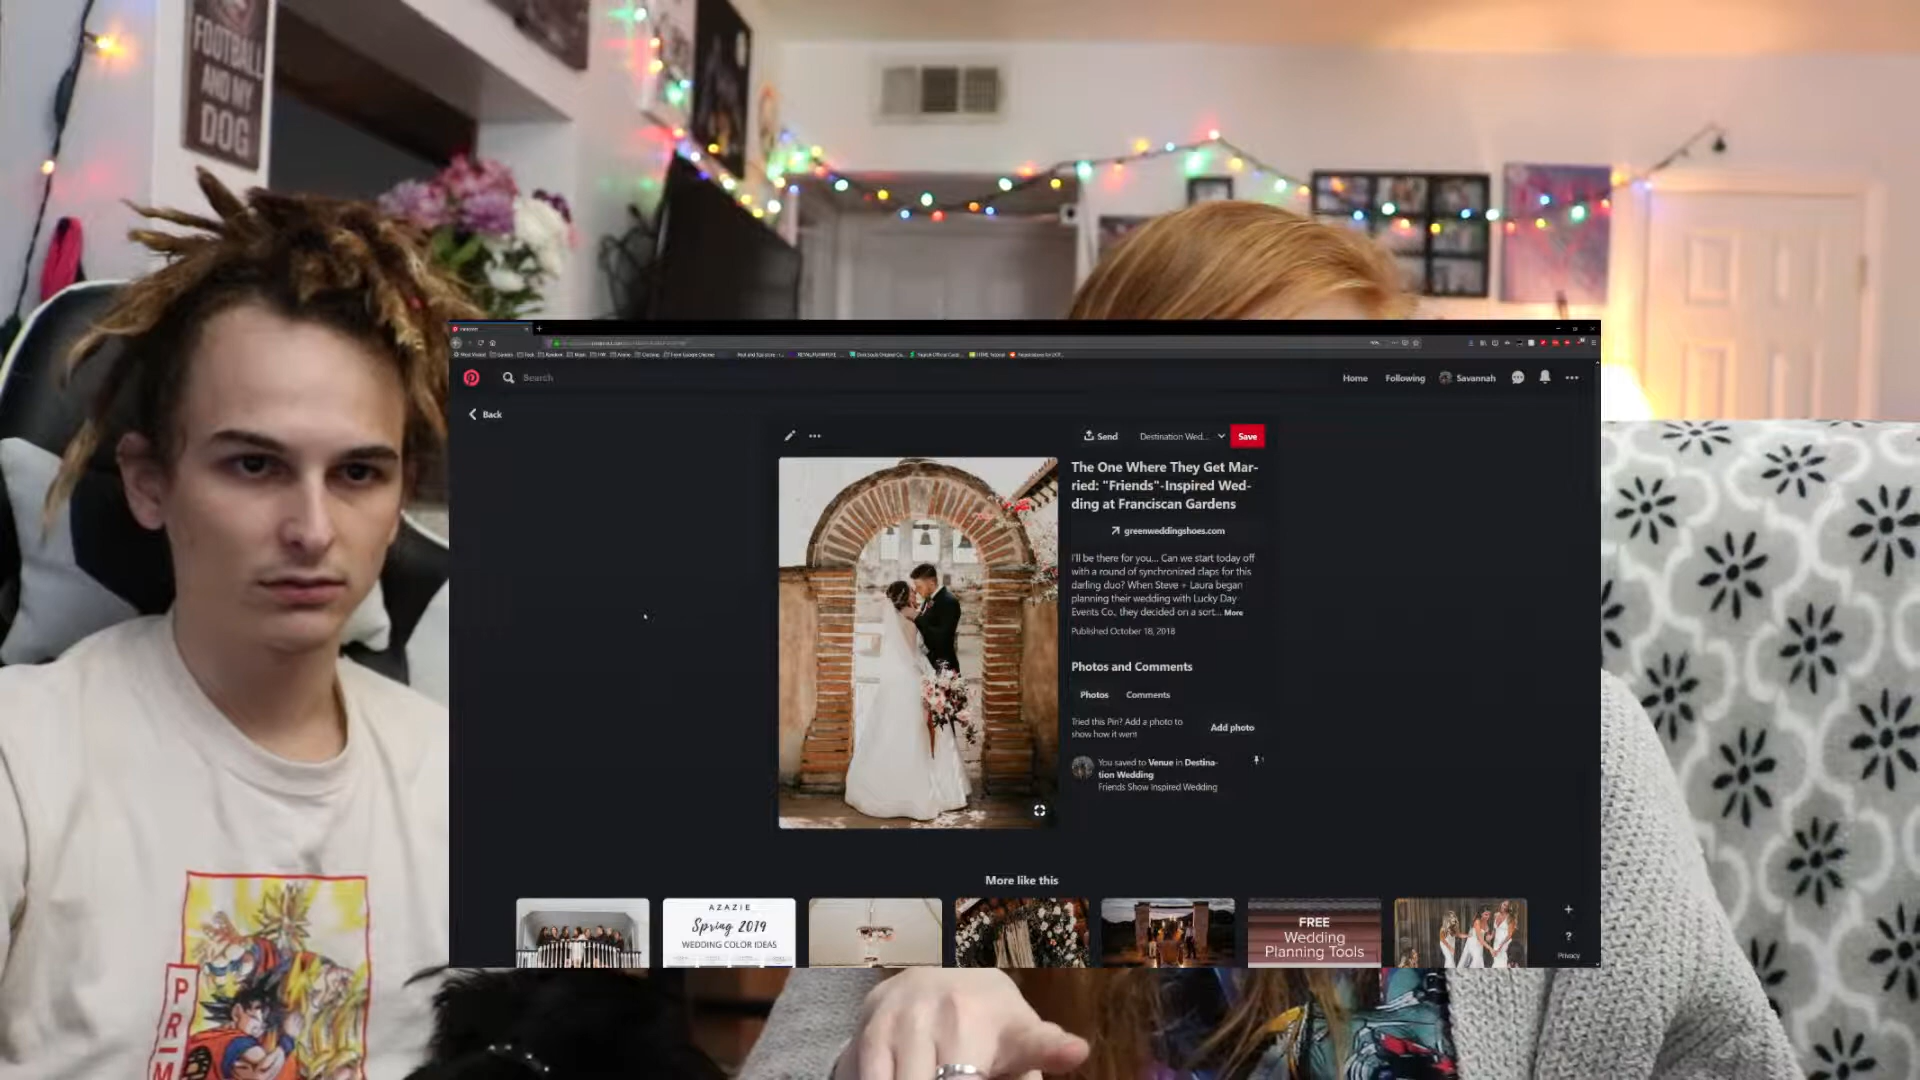 FOOTBALL
AND MY
DOG
Search
Home
Following
Savannah
Back
Send
Destination Wed...
Save
The One Where They Get Mar-
ried: "Friends"-Inspired Wed-
ding at Franciscan Gardens
greenweddingshoes.com
I'll be there for you... Can we start today off
with a round of synchronized claps for this
darling duo? When Steve + Laura began
planning their wedding with Lucky Day
Events Co., they decided on a sort... More
Published October 18, 2018
Photos and Comments
Photos
Comments
Tried this Pin? Add a photo to
show how it went
Add photo
You saved to Venue in Destina-
tion Wedding
Friends Show Inspired Wedding
1
More like this
AZAZIE
Spring 2019
WEDDING COLOR IDEAS
FREE
Wedding
Planning Tools
+
?
Privacy
PRIM